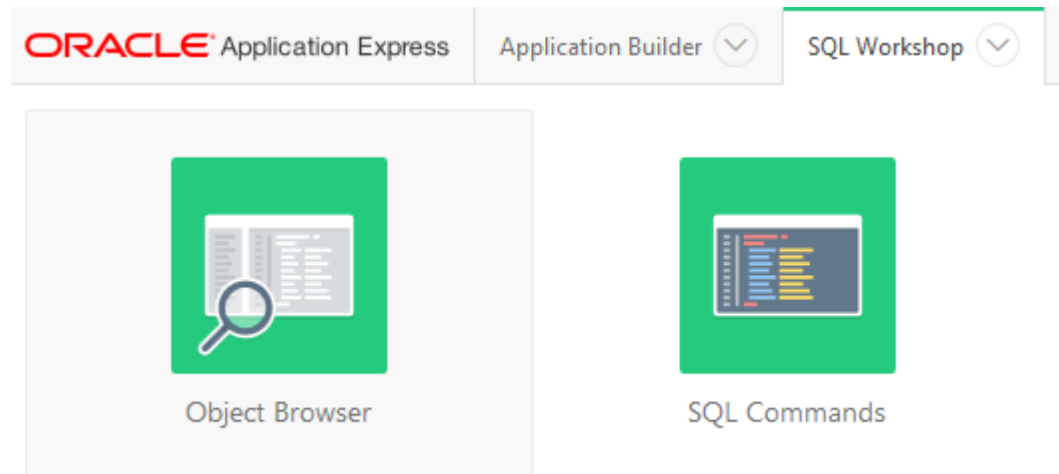 ORACLE® Application Express Application Builder SQL Workshop
Object Browser SQL Commands